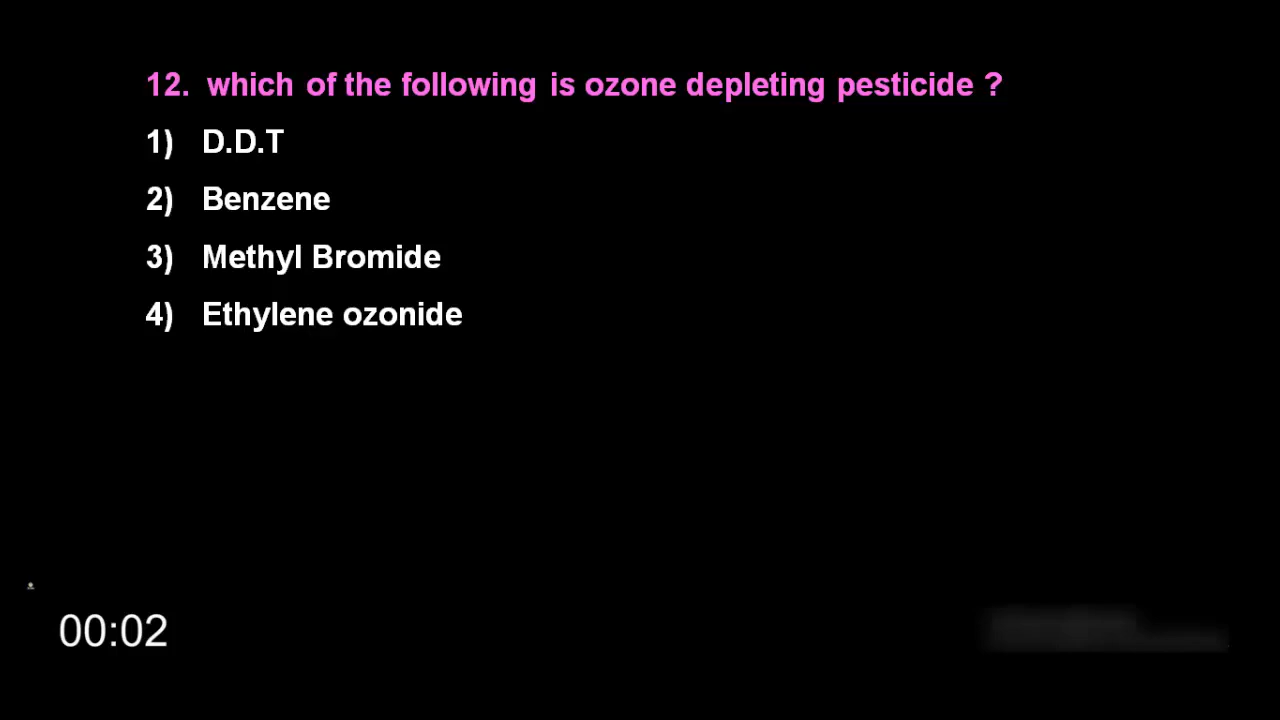 12. which of the following is ozone depleting pesticide ?
1) D.D.T
2) Benzene
3) Methyl Bromide
4) Ethylene ozonide
00:02